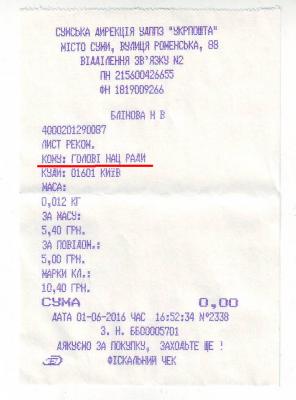 СУМСЬКА ДИРЕКЦІЯ УДППЗ "УКРПОШТА"
МІСТО СУМИ, ВУЛИЦЯ РОМЕНСЬКА, 88
ВІДДІЛЕННЯ ЗВ'ЯЗКУ N2
ПН 215600426655
ФН 1819009266
БЛІНОВА Н В
4000201290087
ЛИСТ РЕКОМ.
КОМУ: ГОЛОВІ НАЦ РАДИ
КУДИ: 01601 КИЇВ
МАСА:
0,012 КГ
ЗА МАСУ:
5,40 ГРН.
ЗА ПОВІДОМ.:
5,00 ГРН.
МАРКИ КЛ.:
10,40 ГРН.
СУМА 0,00
ДАТА 01-06-2016 ЧАС 16:52:34 №2338
З. Н. ББ00005701
ДЯКУЄМО ЗА ПОКУПКУ, ЗАХОДЬТЕ ЩЕ !
ФІСКАЛЬНИЙ ЧЕК